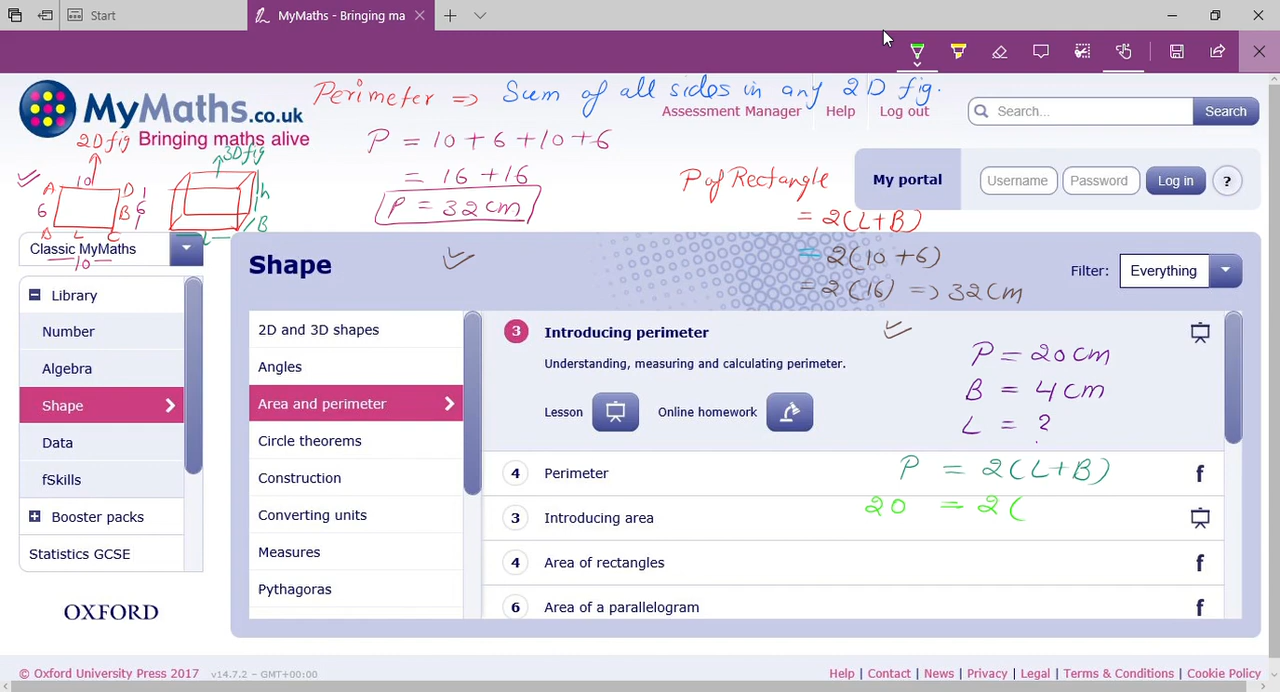 Start
MyMaths - Bringing ma
MyMaths.co.uk
Bringing maths alive
Perimeter => Sum of all sides in any 2D fig.
Assessment Manager Help Log out
Search... Search
P = 10 + 6 + 10 + 6
= 16 + 16
P = 32 cm
2D fig
3D fig
A 10 D
6 B 6
B L C
10
h
B
L
P of Rectangle
= 2(L+B)
= 2(10 + 6)
= 2(16) => 32 cm
My portal Username Password Log in ?
Classic MyMaths
Library
Number
Algebra
Shape
Data
fSkills
Booster packs
Statistics GCSE
OXFORD
Shape
Filter: Everything
2D and 3D shapes
Angles
Area and perimeter
Circle theorems
Construction
Converting units
Measures
Pythagoras
3 Introducing perimeter
Understanding, measuring and calculating perimeter.
Lesson Online homework
4 Perimeter f
3 Introducing area
4 Area of rectangles f
6 Area of a parallelogram f
P = 20 cm
B = 4 cm
L = ?
P = 2(L+B)
20 = 2(
© Oxford University Press 2017 v14.7.2 – GMT+00:00
Help | Contact | News | Privacy | Legal | Terms & Conditions | Cookie Policy